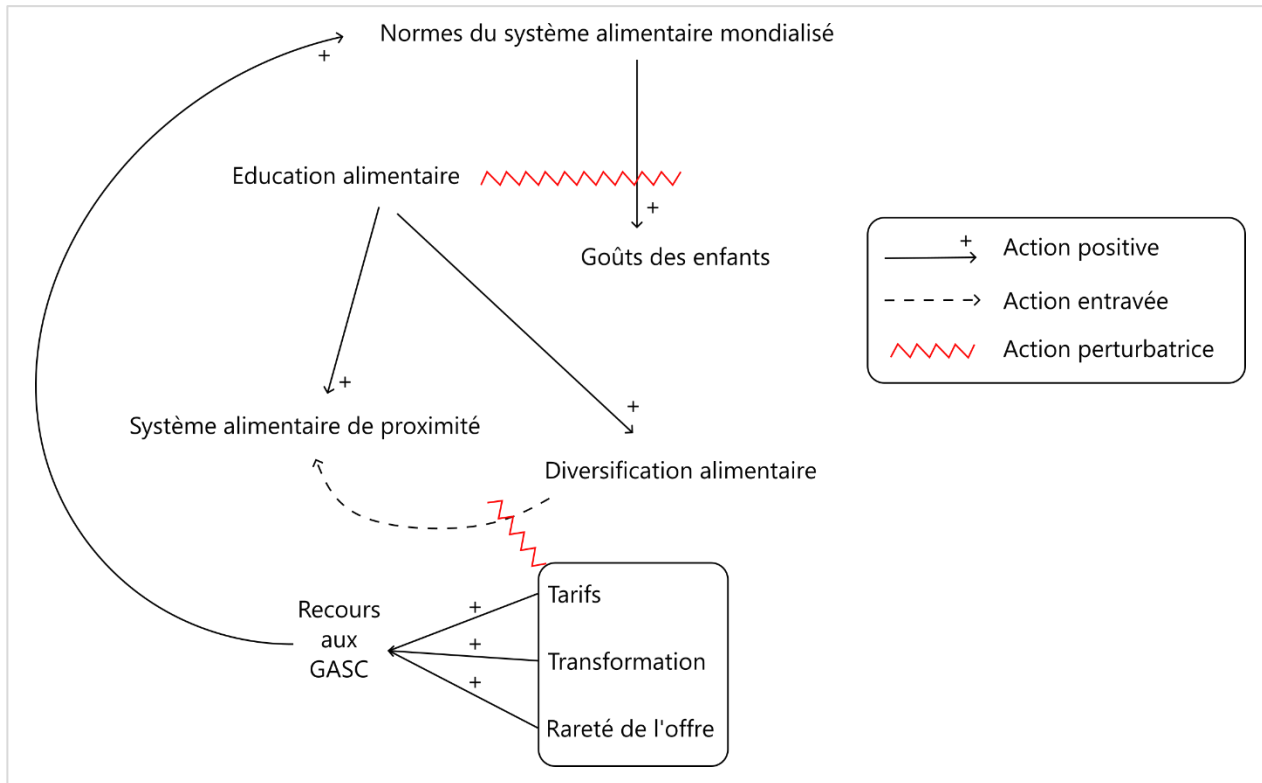 Normes du système alimentaire mondialisé
+
Education alimentaire
+
Goûts des enfants
+
Action positive
Action entravée
Action perturbatrice
+
+
Système alimentaire de proximité
Diversification alimentaire
Recours
aux
GASC
+
+
+
Tarifs
Transformation
Rareté de l'offre